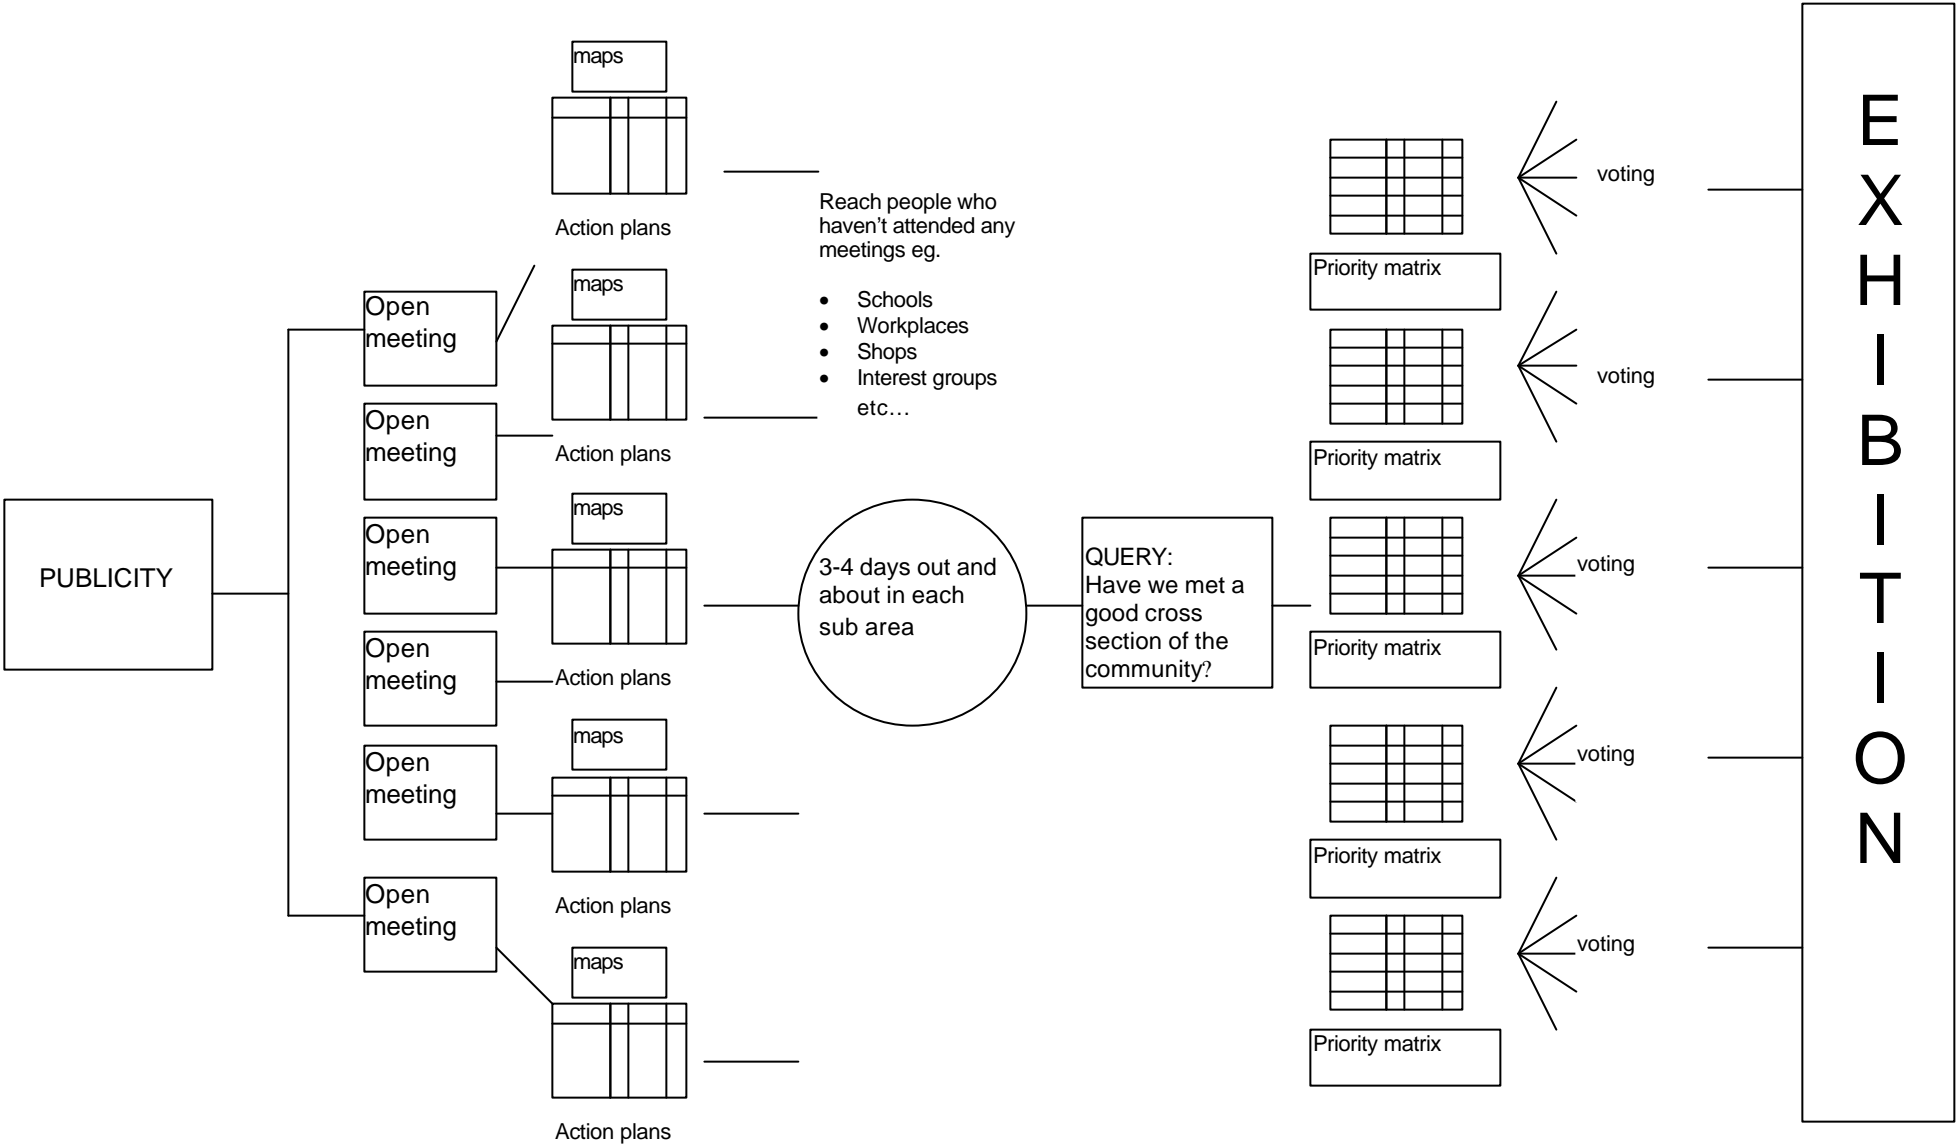 PUBLICITY
Open
meeting
Open
meeting
Open
meeting
Open
meeting
Open
meeting
Open
meeting
maps
Action plans
maps
Action plans
maps
Action plans
maps
Action plans
maps
Action plans
Reach people who
haven't attended any
meetings eg.
• Schools
• Workplaces
• Shops
• Interest groups
etc…
3-4 days out and
about in each
sub area
QUERY:
Have we met a
good cross
section of the
community?
Priority matrix
Priority matrix
Priority matrix
Priority matrix
Priority matrix
voting
voting
voting
voting
voting
E
X
H
I
B
I
T
I
O
N